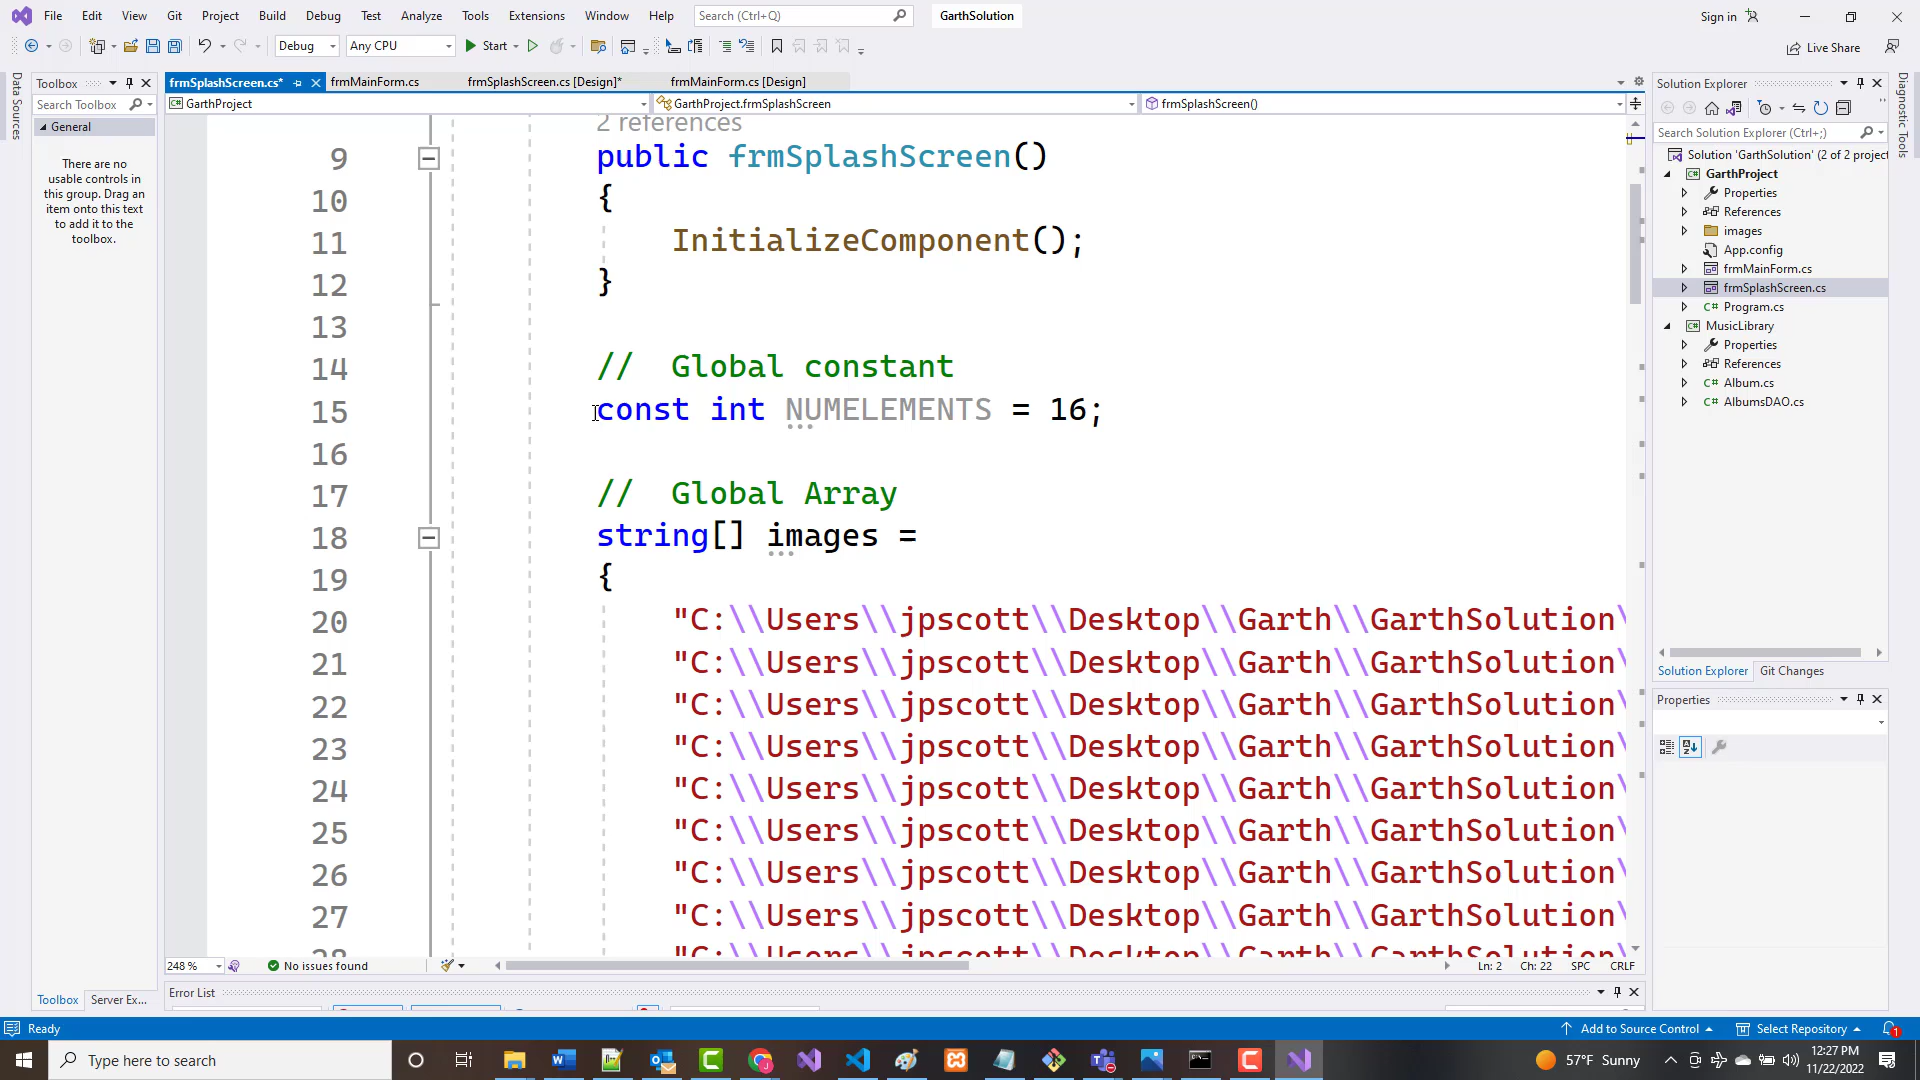 File Edit View Git Project Build Debug Test Analyze Tools Extensions Window Help Search (Ctrl+Q) GarthSolution Sign in
Debug Any CPU Start Live Share
Data Sources
Toolbox
Search Toolbox
General
There are no
usable controls in
this group. Drag an
item onto this text
to add it to the
toolbox.
Toolbox Server Ex...
frmSplashScreen.cs* frmMainForm.cs frmSplashScreen.cs [Design]* frmMainForm.cs [Design]
GarthProject GarthProject.frmSplashScreen frmSplashScreen()
2 references
9 public frmSplashScreen()
10 {
11 InitializeComponent();
12 }
13
14 // Global constant
15 const int NUMELEMENTS = 16;
16
17 // Global Array
18 string[] images =
19 {
20 "C:\\Users\\jpscott\\Desktop\\Garth\\GarthSolution\
21 "C:\\Users\\jpscott\\Desktop\\Garth\\GarthSolution\
22 "C:\\Users\\jpscott\\Desktop\\Garth\\GarthSolution\
23 "C:\\Users\\jpscott\\Desktop\\Garth\\GarthSolution\
24 "C:\\Users\\jpscott\\Desktop\\Garth\\GarthSolution\
25 "C:\\Users\\jpscott\\Desktop\\Garth\\GarthSolution\
26 "C:\\Users\\jpscott\\Desktop\\Garth\\GarthSolution\
27 "C:\\Users\\jpscott\\Desktop\\Garth\\GarthSolution\
28 "C:\\Users\\jpscott\\Desktop\\Garth\\GarthSolution\
248 % No issues found Ln: 2 Ch: 22 SPC CRLF
Error List
Solution Explorer
Search Solution Explorer (Ctrl+;)
Solution 'GarthSolution' (2 of 2 project
GarthProject
Properties
References
images
App.config
frmMainForm.cs
frmSplashScreen.cs
Program.cs
MusicLibrary
Properties
References
Album.cs
AlbumsDAO.cs
Solution Explorer Git Changes
Properties
Diagnostic Tools
Ready Add to Source Control Select Repository 1
Type here to search 57°F Sunny 12:27 PM
11/22/2022